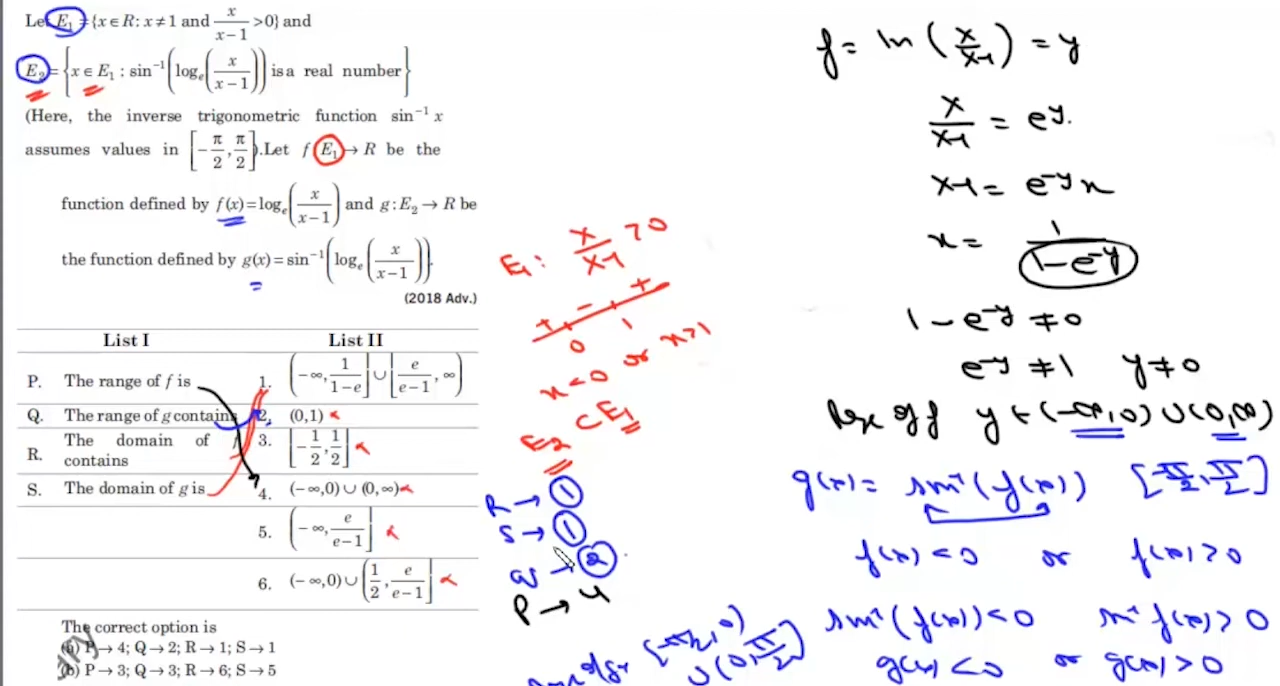 Let E₁ = {x ∈ R : x ≠ 1 and x/(x−1) > 0} and
E₂ = {x ∈ E₁ : sin⁻¹(logₑ(x/(x−1))) is a real number}
(Here, the inverse trigonometric function sin⁻¹ x
assumes values in [−π/2, π/2]. Let f E₁ → R be the
function defined by f(x) = logₑ(x/(x−1)) and g : E₂ → R be
the function defined by g(x) = sin⁻¹(logₑ(x/(x−1))).
(2018 Adv.)
List I List II
P. The range of f is 1. (−∞, 1/(1−e)] ∪ [e/(e−1), ∞)
Q. The range of g contains 2. (0,1)
R. The domain of f contains 3. [−1/2, 1/2]
S. The domain of g is 4. (−∞,0) ∪ (0,∞)
5. (−∞, e/(e−1)]
6. (−∞,0) ∪ (1/2, e/(e−1)]
The correct option is
(a) P → 4; Q → 2; R → 1; S → 1
(b) P → 3; Q → 3; R → 6; S → 5
E₁: x/(x−1) > 0
+ − +
0 1
x<0 or x>1
E₂ ⊂ E₁
R → 1
S → 1
Q → 2
P → 4
f = ln(x/(x−1)) = y
x/(x−1) = e^y.
x−1 = e^−y x
x = 1/(1−e^−y)
1 − e^−y ≠ 0
e^−y ≠ 1 y ≠ 0
f y ∈ (−∞,0) ∪ (0,∞)
g(x) = sin⁻¹(f(x)) [−π/2, π/2]
f(x) < 0 or f(x) > 0
sin⁻¹(f(x)) < 0 sin⁻¹ f(x) > 0
g(x) < 0 or g(x) > 0
[−π/2, 0)
∪ (0, π/2]